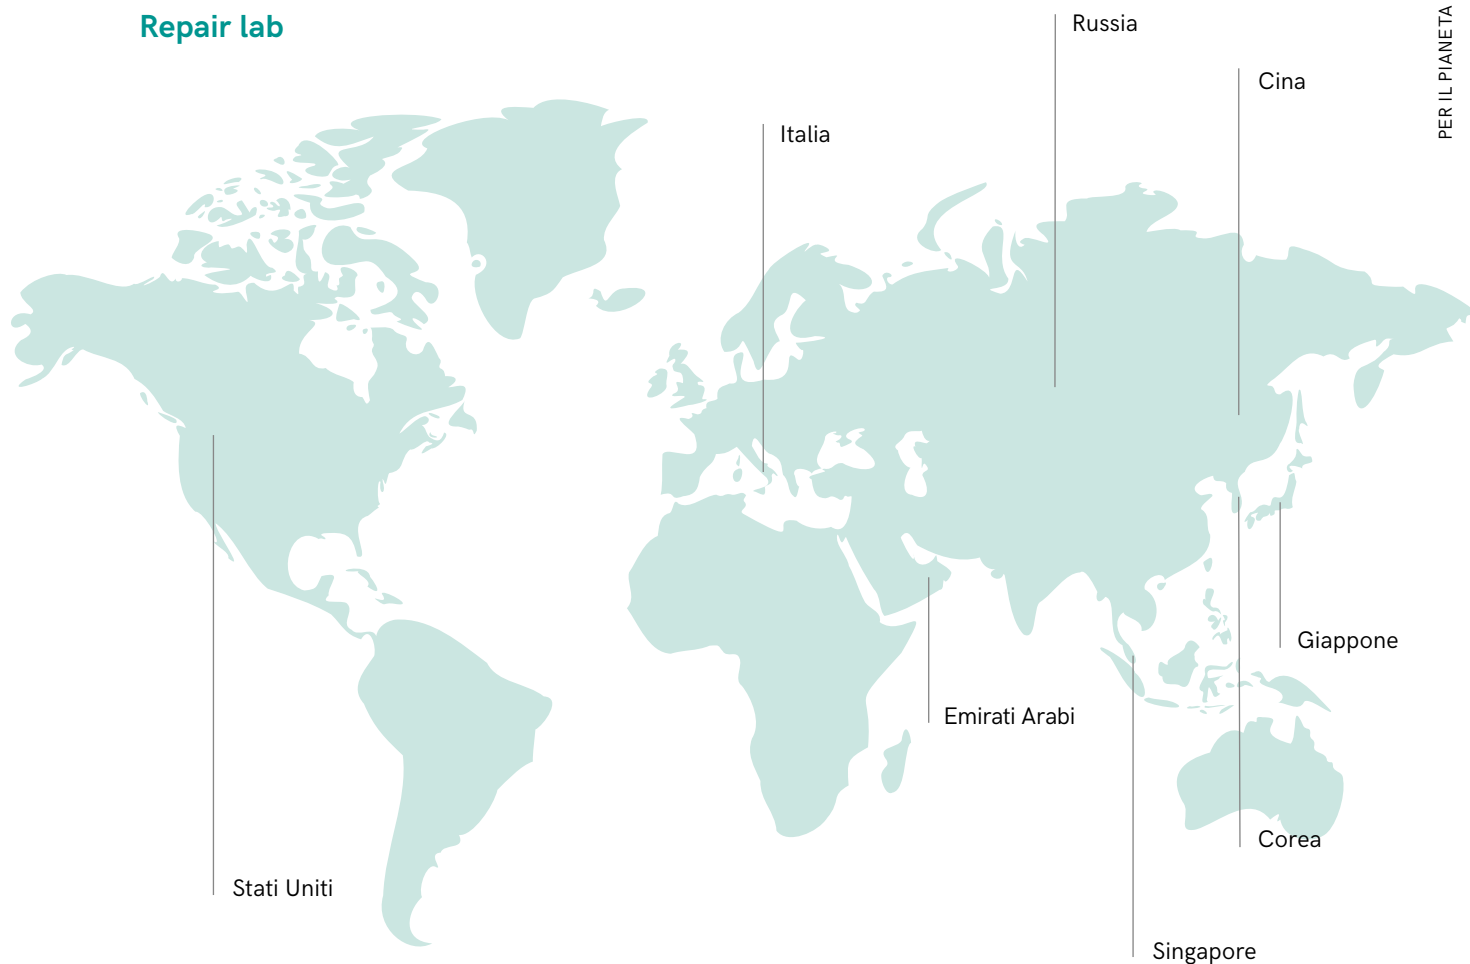 Repair lab
Russia
PER IL PIANETA
Cina
Italia
Giappone
Emirati Arabi
Corea
Stati Uniti
Singapore